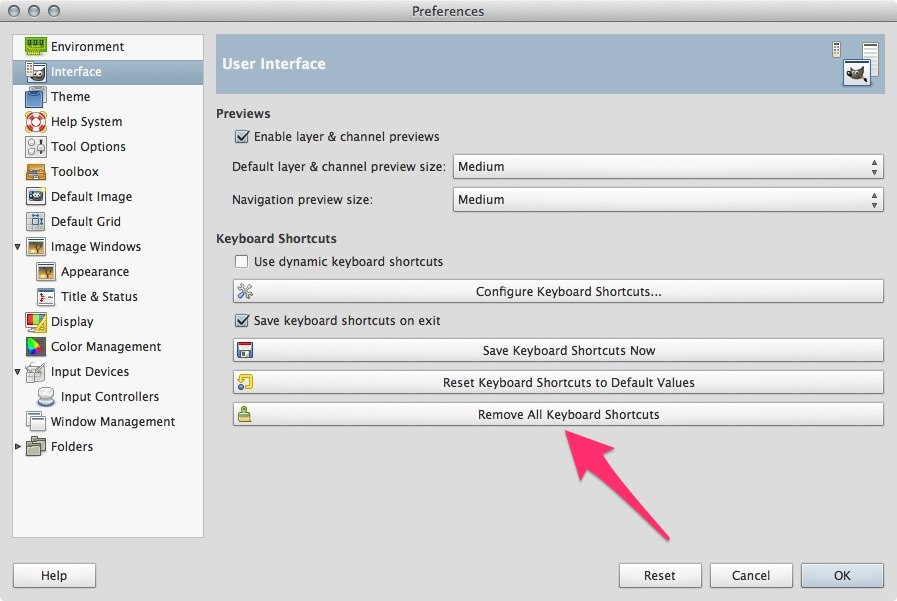 Preferences
Environment
Interface
Theme
Help System
Tool Options
Toolbox
Default Image
Default Grid
Image Windows
Appearance
Title & Status
Display
Color Management
Input Devices
Input Controllers
Window Management
Folders
User Interface
Previews
Enable layer & channel previews
Default layer & channel preview size: Medium
Navigation preview size: Medium
Keyboard Shortcuts
Use dynamic keyboard shortcuts
Configure Keyboard Shortcuts...
Save keyboard shortcuts on exit
Save Keyboard Shortcuts Now
Reset Keyboard Shortcuts to Default Values
Remove All Keyboard Shortcuts
Help Reset Cancel OK